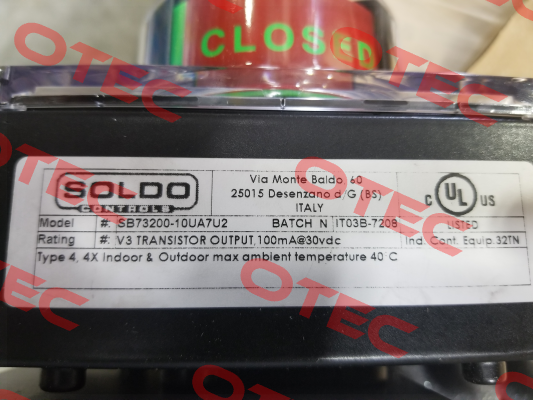 CLOSED
SOLDO
CONTROLS
Via Monte Baldo, 60
25015 Desenzano d/G (BS)
ITALY
C UL US
LISTED
Model #: SB73200-10UA7U2 BATCH N IT03B-7208
Rating #: V3 TRANSISTOR OUTPUT 100mA@30vdc Ind. Cont. Equip. 32TN
Type 4, 4X Indoor & Outdoor max ambient temperature 40 C
OTEC
OTEC
OTEC
OTEC
OTEC
OTEC
OTEC